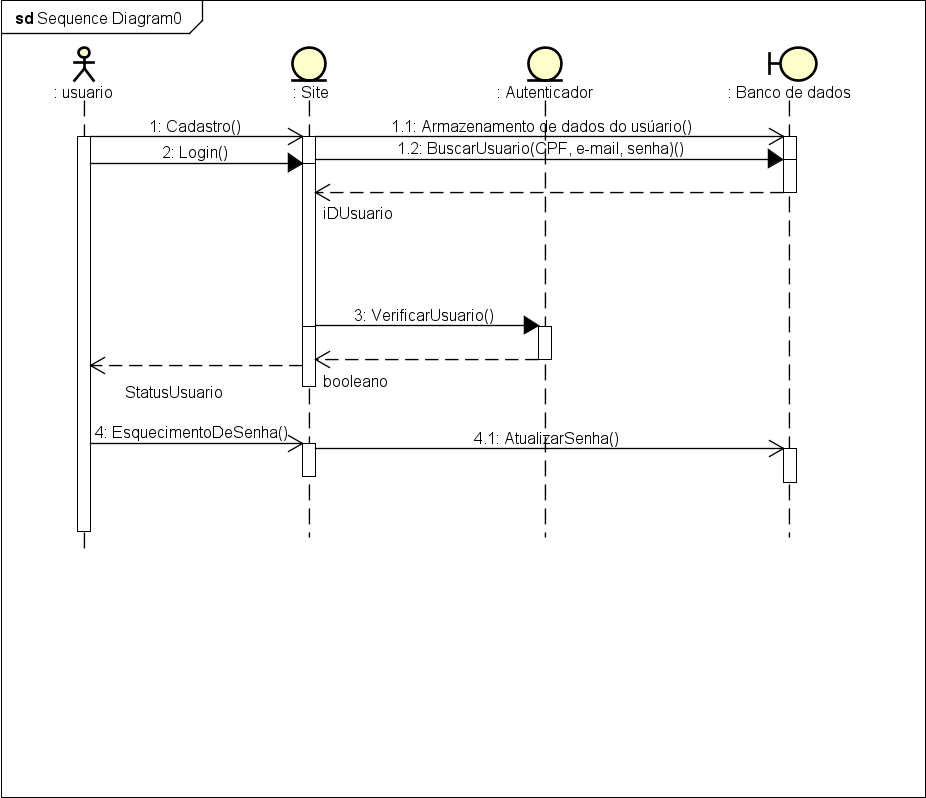 sd Sequence Diagram0
: usuario
: Site
: Autenticador
: Banco de dados
1: Cadastro()
1.1: Armazenamento de dados do usúario()
2: Login()
1.2: BuscarUsuario(CPF, e-mail, senha)()
iDUsuario
3: VerificarUsuario()
booleano
StatusUsuario
4: EsquecimentoDeSenha()
4.1: AtualizarSenha()